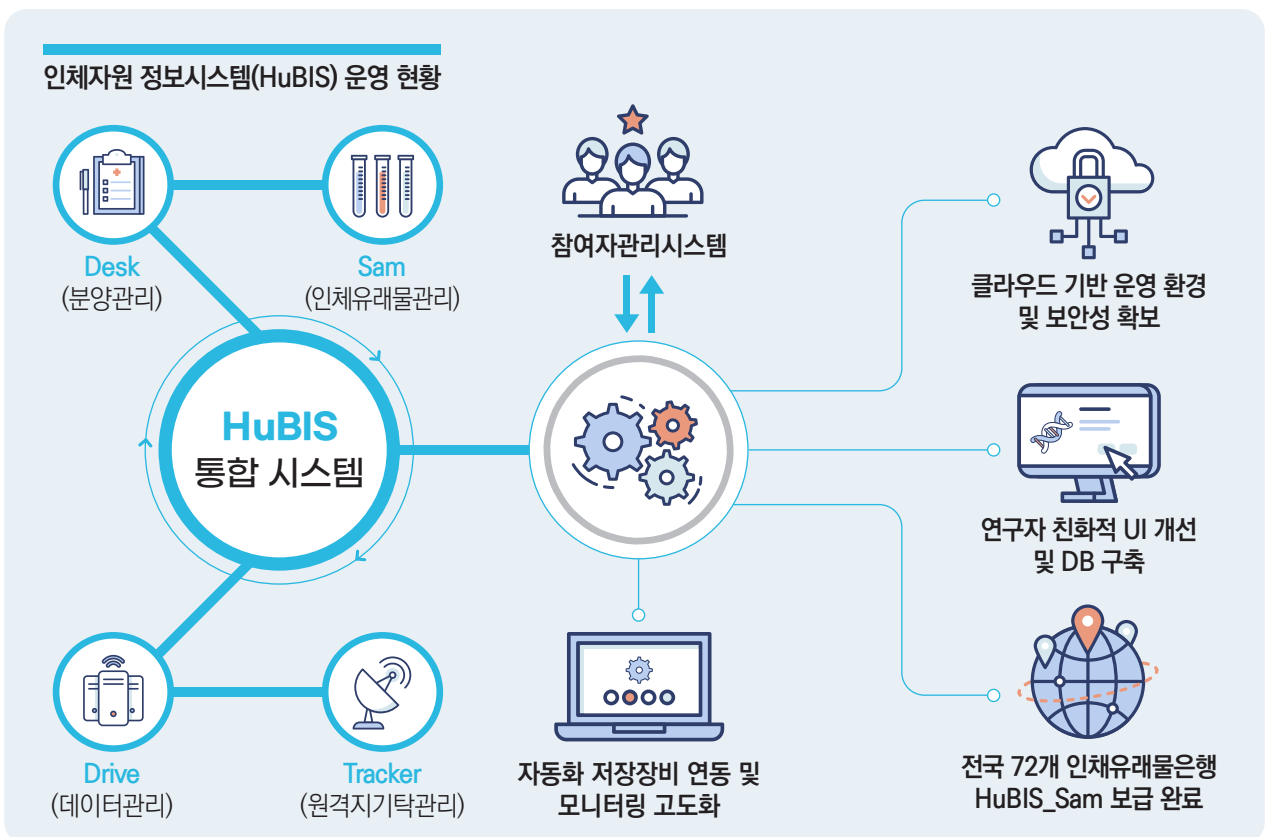 인체자원 정보시스템(HuBIS) 운영 현황
Desk
(분양관리)
Sam
(인체유래물관리)
HuBIS
통합 시스템
Drive
(데이터관리)
Tracker
(원격지기탁관리)
참여자관리시스템
자동화 저장장비 연동 및
모니터링 고도화
클라우드 기반 운영 환경
및 보안성 확보
연구자 친화적 UI 개선
및 DB 구축
전국 72개 인채유래물은행
HuBIS_Sam 보급 완료